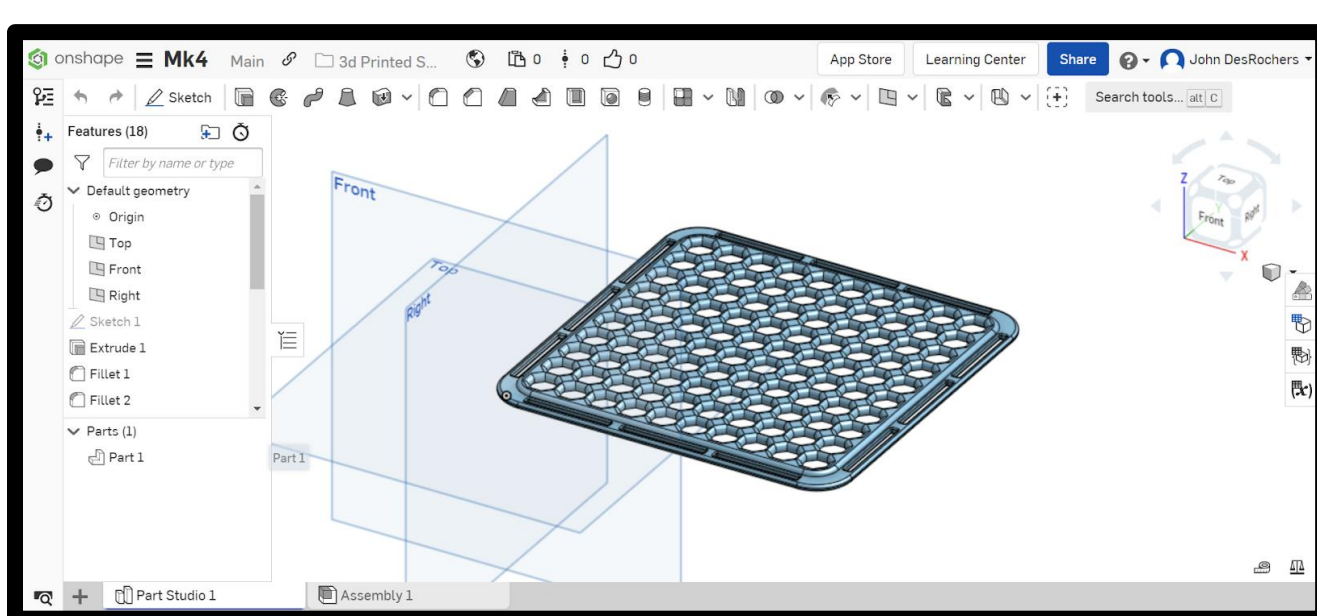 onshape Mk4 Main 3d Printed S... 0 0 0 App Store Learning Center Share John DesRochers
Sketch Search tools... alt C
Features (18)
Filter by name or type
Default geometry
Origin
Top
Front
Right
Sketch 1
Extrude 1
Fillet 1
Fillet 2
Parts (1)
Part 1
Part 1
Front
Top
Right
Z
Top
Y
Front
Right
X
(x)
Part Studio 1 Assembly 1